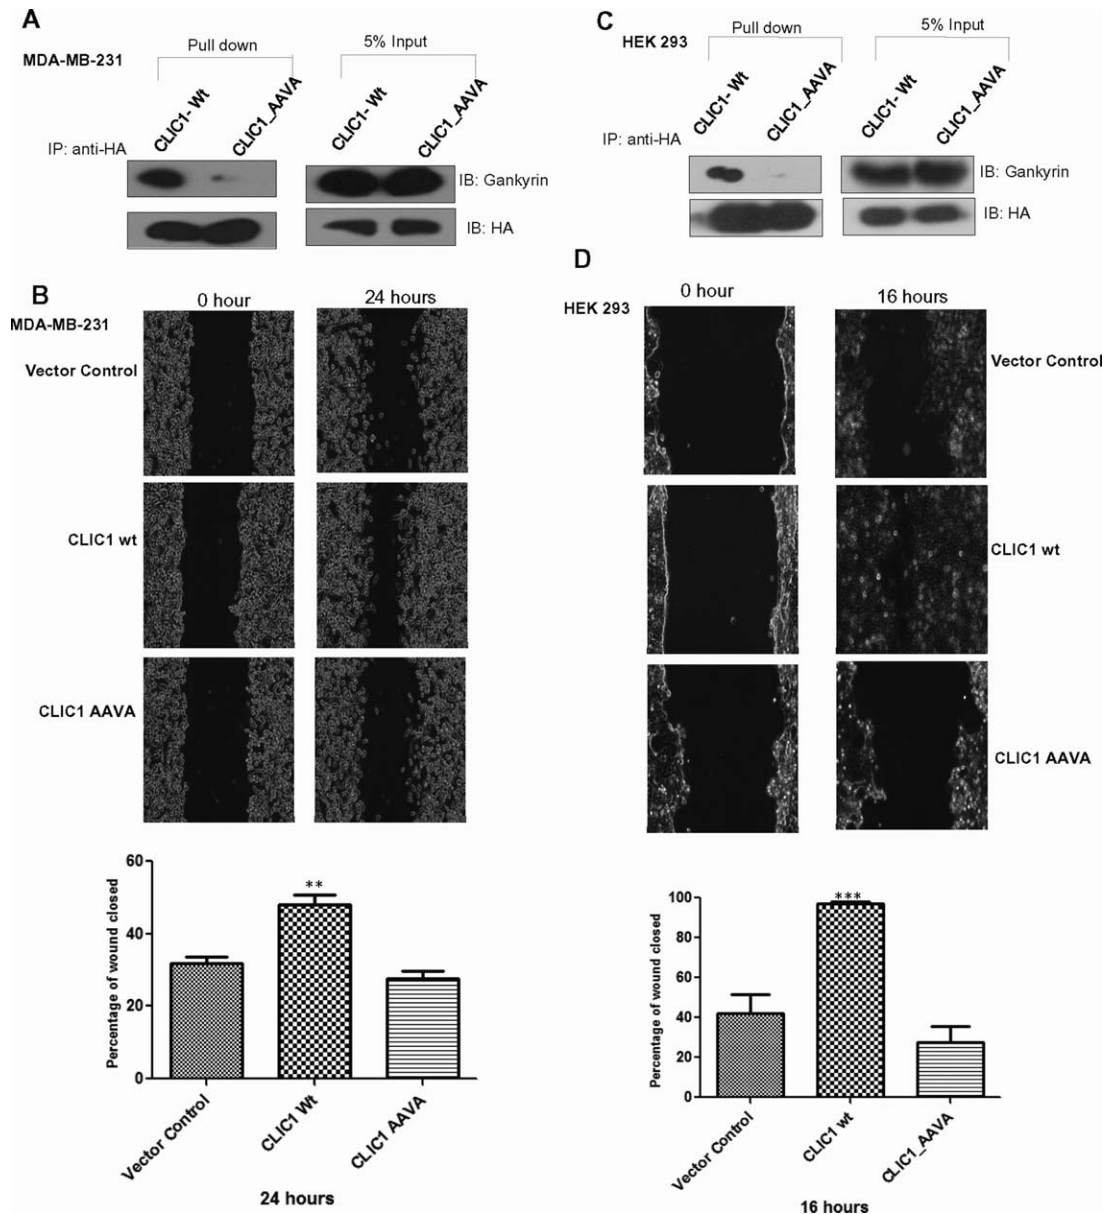 A
MDA-MB-231
Pull down
5% Input
CLIC1- Wt
CLIC1_AAVA
CLIC1- Wt
CLIC1_AAVA
IP: anti-HA
IB: Gankyrin
IB: HA
B
0 hour
24 hours
MDA-MB-231
Vector Control
CLIC1 wt
CLIC1 AAVA
Percentage of wound closed
60
40
20
0
**
Vector Control
CLIC1 Wt
CLIC1 AAVA
24 hours
C
HEK 293
Pull down
5% Input
CLIC1- Wt
CLIC1_AAVA
CLIC1- Wt
CLIC1_AAVA
IP: anti-HA
IB: Gankyrin
IB: HA
D
HEK 293
0 hour
16 hours
Vector Control
CLIC1 wt
CLIC1 AAVA
Percentage of wound closed
100
80
60
40
20
0
***
Vector Control
CLIC1 wt
CLIC1_AAVA
16 hours